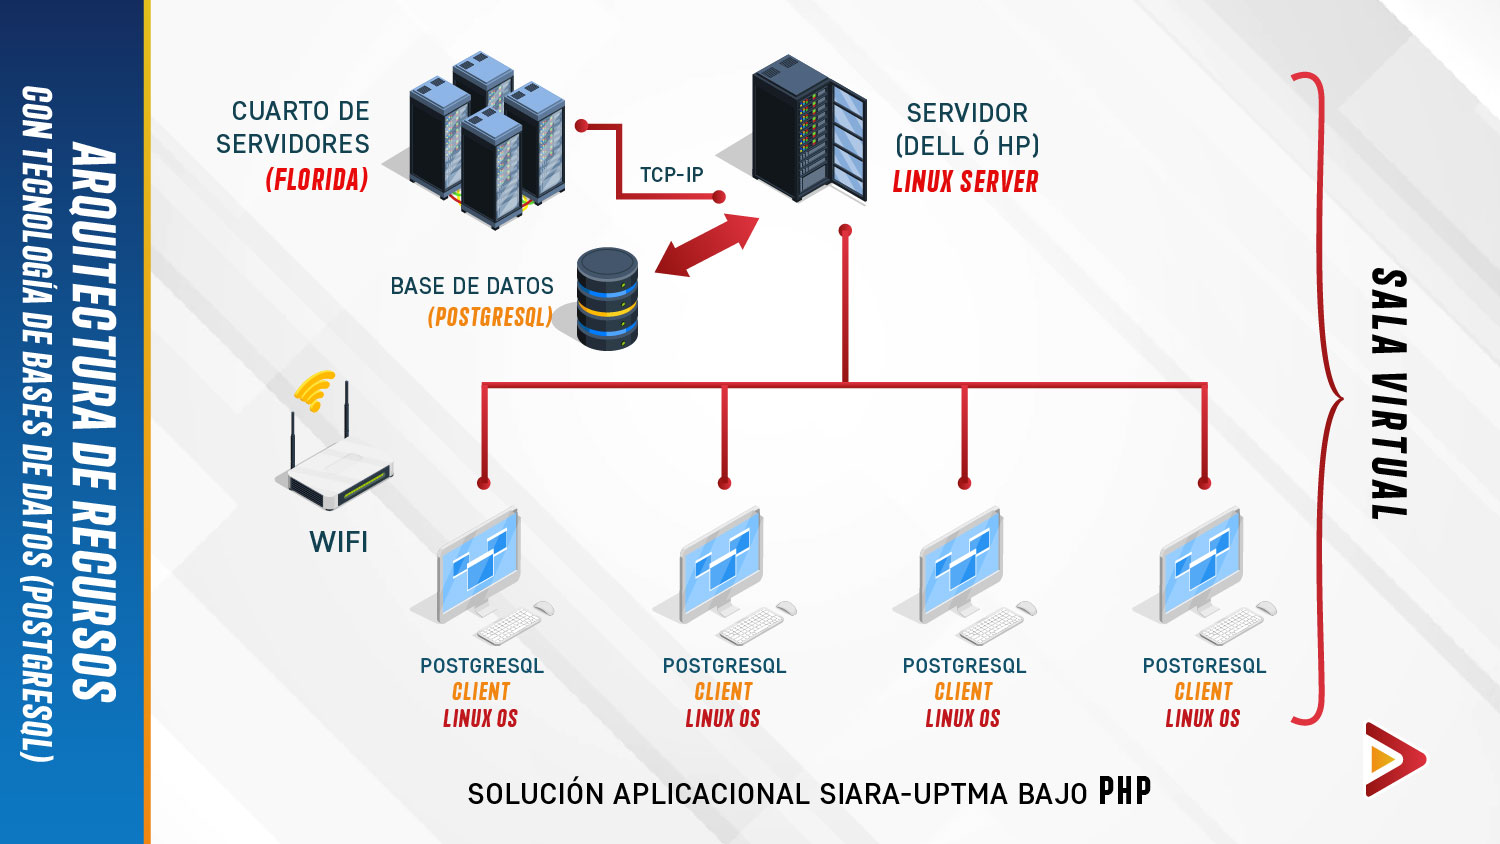 ARQUITECTURA DE RECURSOS
CON TECNOLOGÍA DE BASES DE DATOS (POSTGRESQL)
CUARTO DE
SERVIDORES
(FLORIDA)
TCP-IP
SERVIDOR
(DELL Ó HP)
LINUX SERVER
BASE DE DATOS
(POSTGRESQL)
WIFI
SALA VIRTUAL
POSTGRESQL
CLIENT
LINUX OS
POSTGRESQL
CLIENT
LINUX OS
POSTGRESQL
CLIENT
LINUX OS
POSTGRESQL
CLIENT
LINUX OS
SOLUCIÓN APLICACIONAL SIARA-UPTMA BAJO PHP